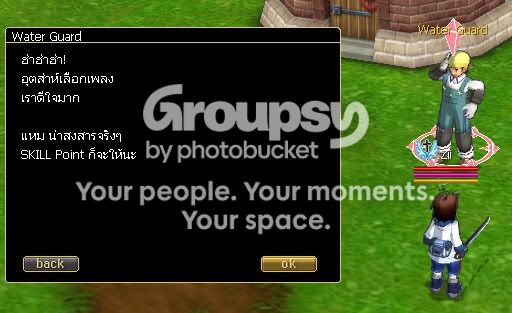 Water Guard
ฮ่าฮ่าฮ่า!
อุตส่าห์เลือกเพลง
เราดีใจมาก
แหม น่าสงสารจริงๆ
SKILL Point ก็จะให้นะ
back
ok
Water Guard
Zii
Groupsy
by photobucket
Your people. Your moments.
Your space.